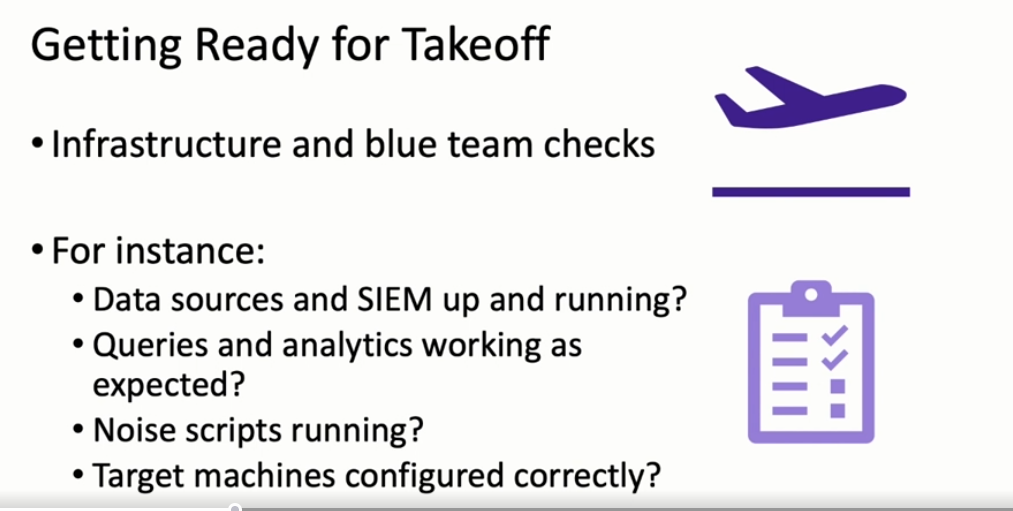 Getting Ready for Takeoff
• Infrastructure and blue team checks
• For instance:
• Data sources and SIEM up and running?
• Queries and analytics working as
expected?
• Noise scripts running?
• Target machines configured correctly?